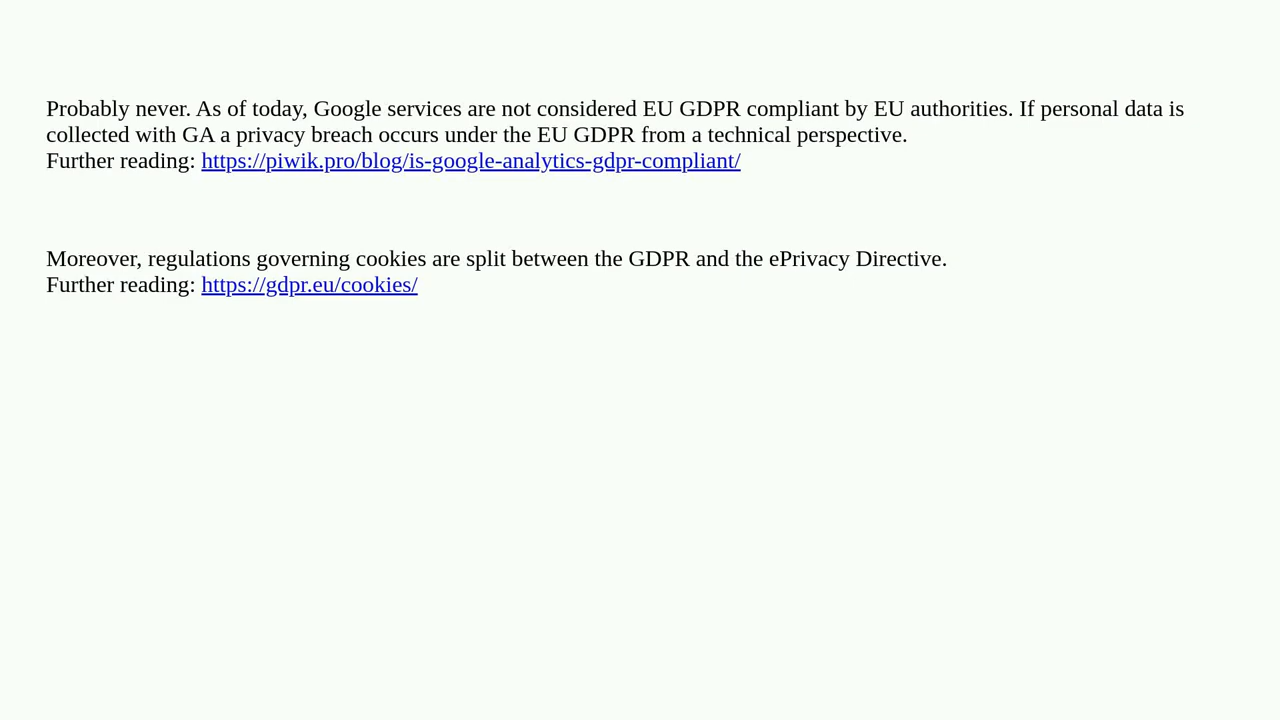 Probably never. As of today, Google services are not considered EU GDPR compliant by EU authorities. If personal data is
collected with GA a privacy breach occurs under the EU GDPR from a technical perspective.
Further reading: https://piwik.pro/blog/is-google-analytics-gdpr-compliant/
Moreover, regulations governing cookies are split between the GDPR and the ePrivacy Directive.
Further reading: https://gdpr.eu/cookies/